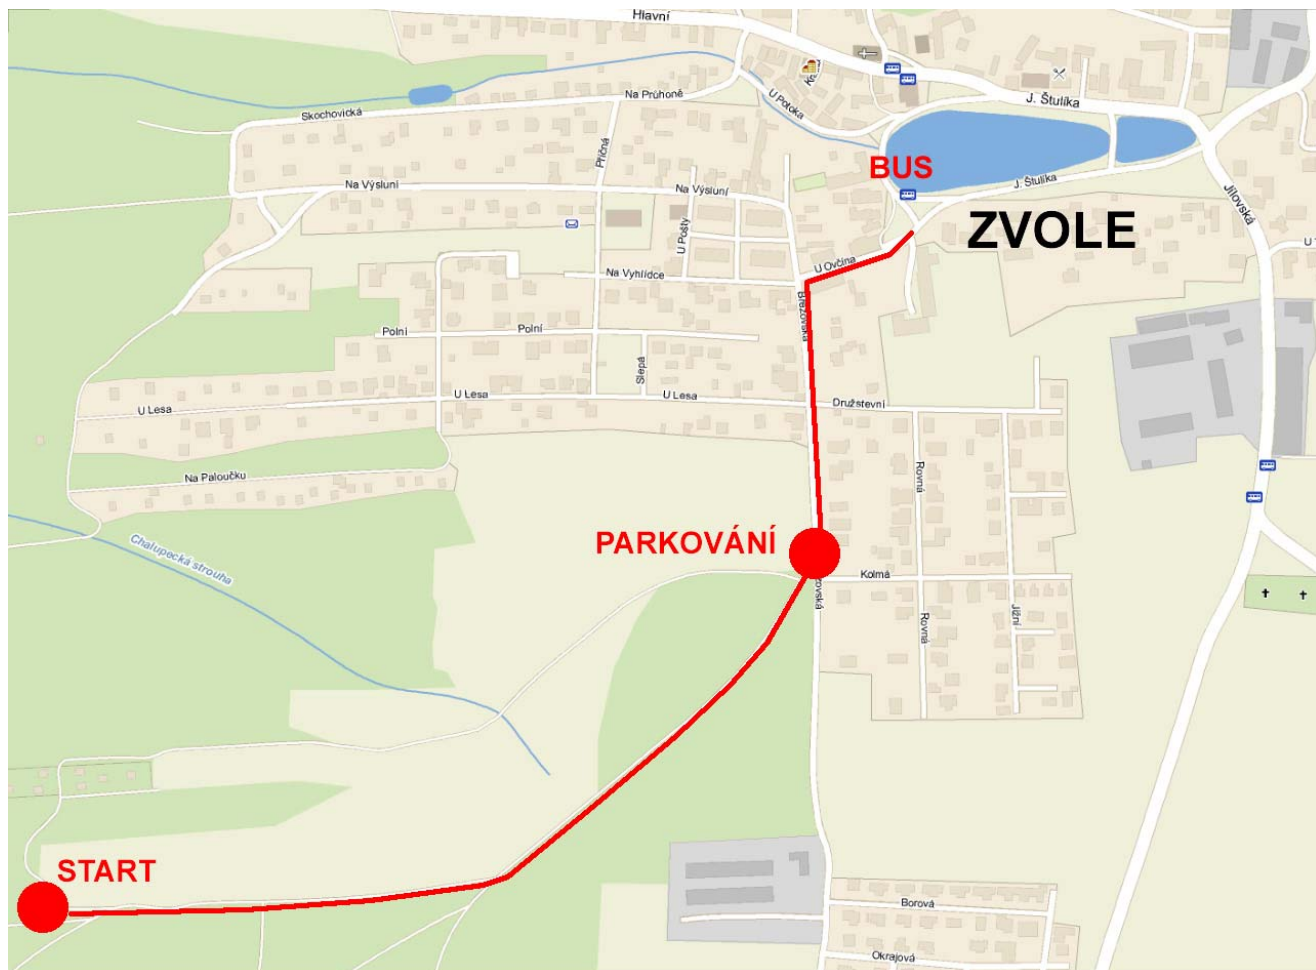 Hlavní
J. Štulíka
U Potoka
Na Průhoně
Skochovická
Příčná
BUS
J. Štulíka
Jílovská
Na Výsluní
Na Výsluní
ZVOLE
U Pošty
U Ovčína
Na Vyhlídce
Březovská
Polní
Polní
Slepá
U Lesa
U Lesa
U Lesa
Družstevní
Na Paloučku
Rovná
Chalupecká strouha
PARKOVÁNÍ
Kolmá
Jižní
Rovná
START
Borová
Okrajová